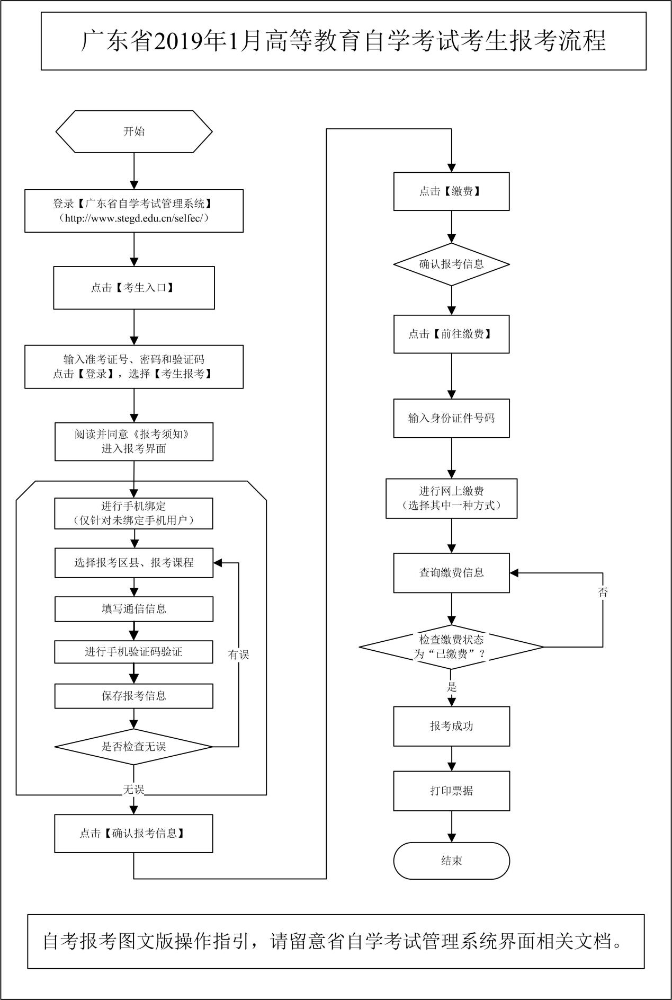 广东省2019年1月高等教育自学考试考生报考流程
开始
登录【广东省自学考试管理系统】
（http://www.stegd.edu.cn/selfec/）
点击【考生入口】
输入准考证号、密码和验证码
点击【登录】，选择【考生报考】
阅读并同意《报考须知》
进入报考界面
进行手机绑定
（仅针对未绑定手机用户）
选择报考区县、报考课程
填写通信信息
进行手机验证码验证
有误
保存报考信息
是否检查无误
无误
点击【确认报考信息】
点击【缴费】
确认报考信息
点击【前往缴费】
输入身份证件号码
进行网上缴费
（选择其中一种方式）
查询缴费信息
否
检查缴费状态
为“已缴费”？
是
报考成功
打印票据
结束
自考报考图文版操作指引，请留意省自学考试管理系统界面相关文档。